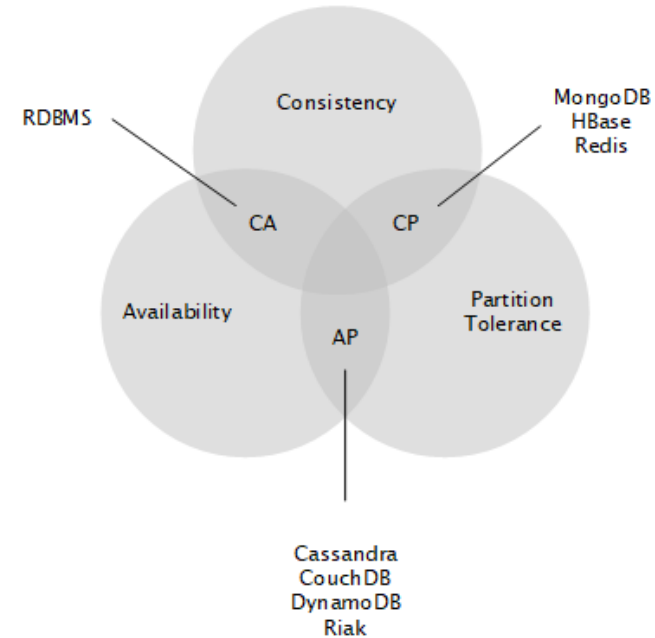 Consistency
RDBMS
MongoDB
HBase
Redis
CA
CP
Availability
Partition
Tolerance
AP
Cassandra
CouchDB
DynamoDB
Riak